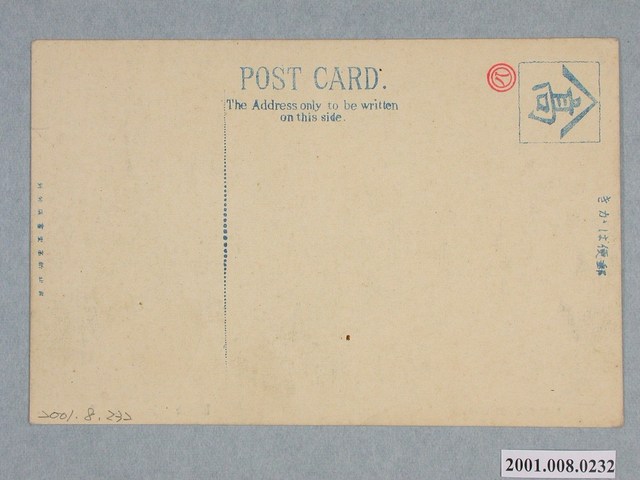 POST CARD.
The Address only to be written
on this side.
高
きかは便郵
2001.8.232
2001.008.0232